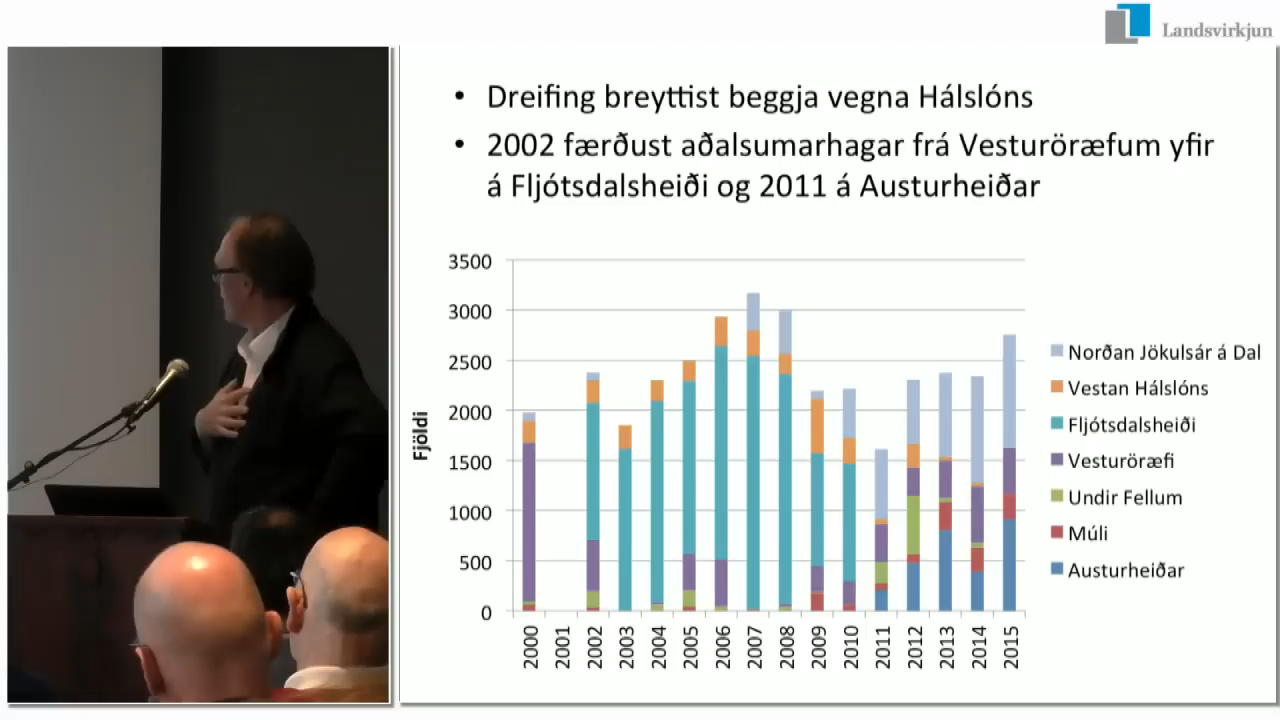 Landsvirkjun
• Dreifing breyttist beggja vegna Hálslóns
• 2002 færðust aðalsumarhagar frá Vesturöræfum yfir
á Fljótsdalsheiði og 2011 á Austurheiðar
3500
3000
2500
2000
1500
1000
500
0
Fjöldi
2000
2001
2002
2003
2004
2005
2006
2007
2008
2009
2010
2011
2012
2013
2014
2015
Norðan Jökulsár á Dal
Vestan Hálslóns
Fljótsdalsheiði
Vesturöræfi
Undir Fellum
Múli
Austurheiðar